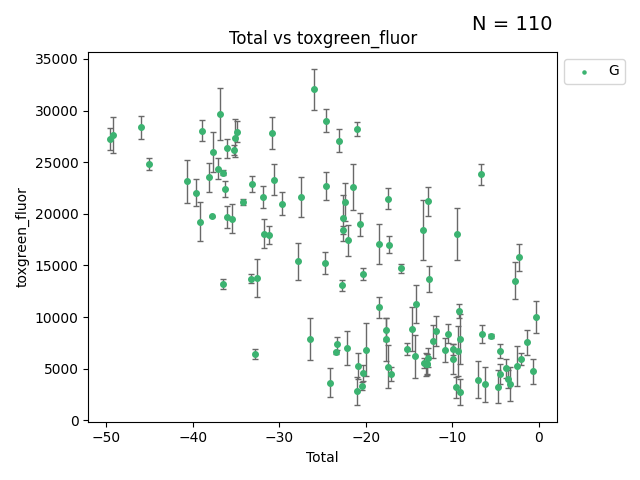 N = 110
Total vs toxgreen_fluor
G
35000
30000
25000
20000
15000
10000
5000
0
toxgreen_fluor
−50 −40 −30 −20 −10 0
Total